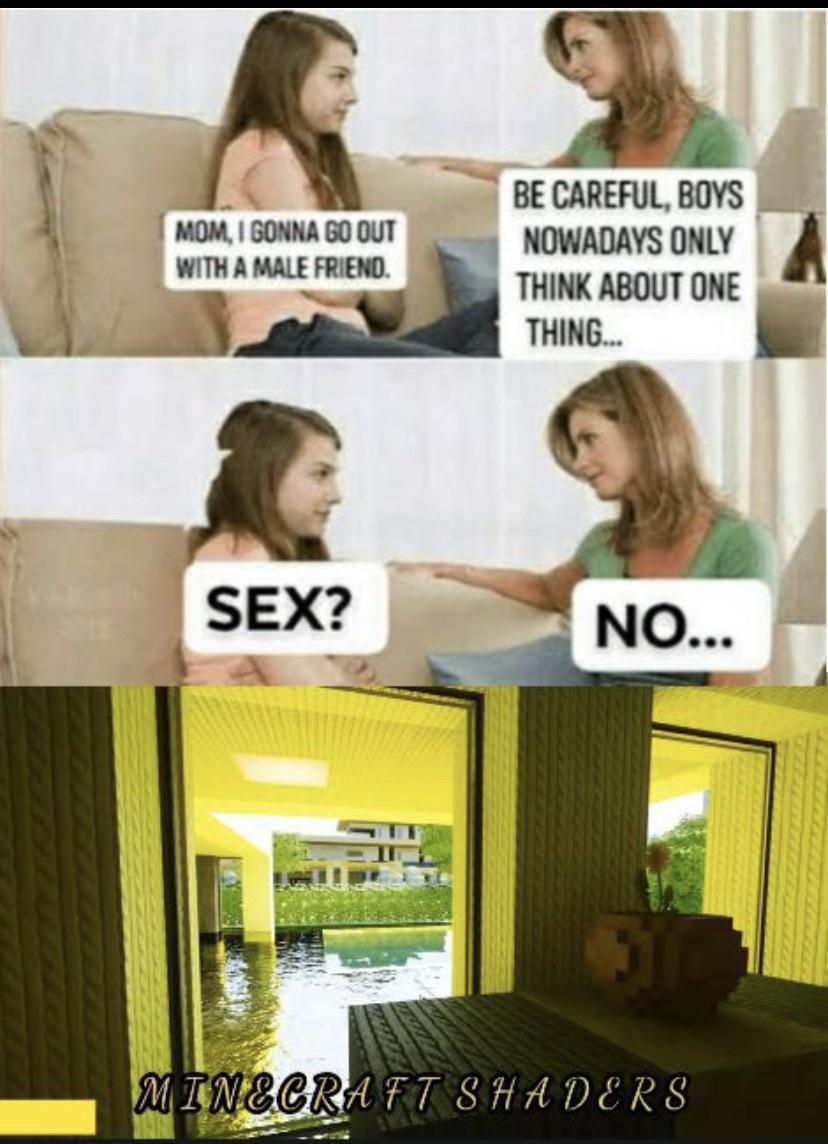 MOM, I GONNA GO OUT
WITH A MALE FRIEND.
BE CAREFUL, BOYS
NOWADAYS ONLY
THINK ABOUT ONE
THING...
SEX?
NO...
MINECRAFT SHADERS